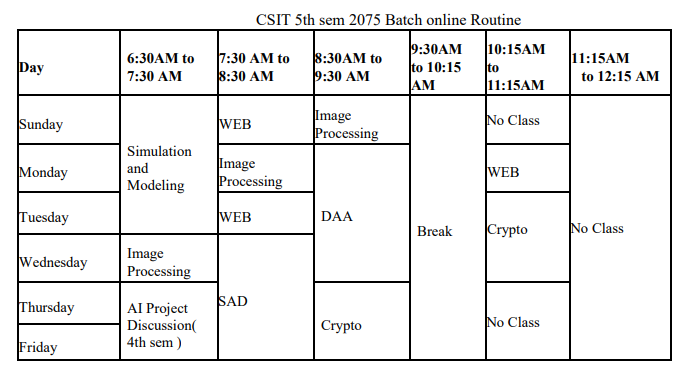 CSIT 5th sem 2075 Batch online Routine
Day
6:30AM to
7:30 AM
7:30 AM to
8:30 AM
8:30AM to
9:30 AM
9:30AM
to 10:15
AM
10:15AM
to
11:15AM
11:15AM
to 12:15 AM
Sunday
Simulation
and
Modeling
WEB
Image
Processing
Break
No Class
No Class
Monday
Image
Processing
DAA
WEB
Tuesday
WEB
Crypto
Wednesday
Image
Processing
SAD
Thursday
AI Project
Discussion(
4th sem )
Crypto
No Class
Friday